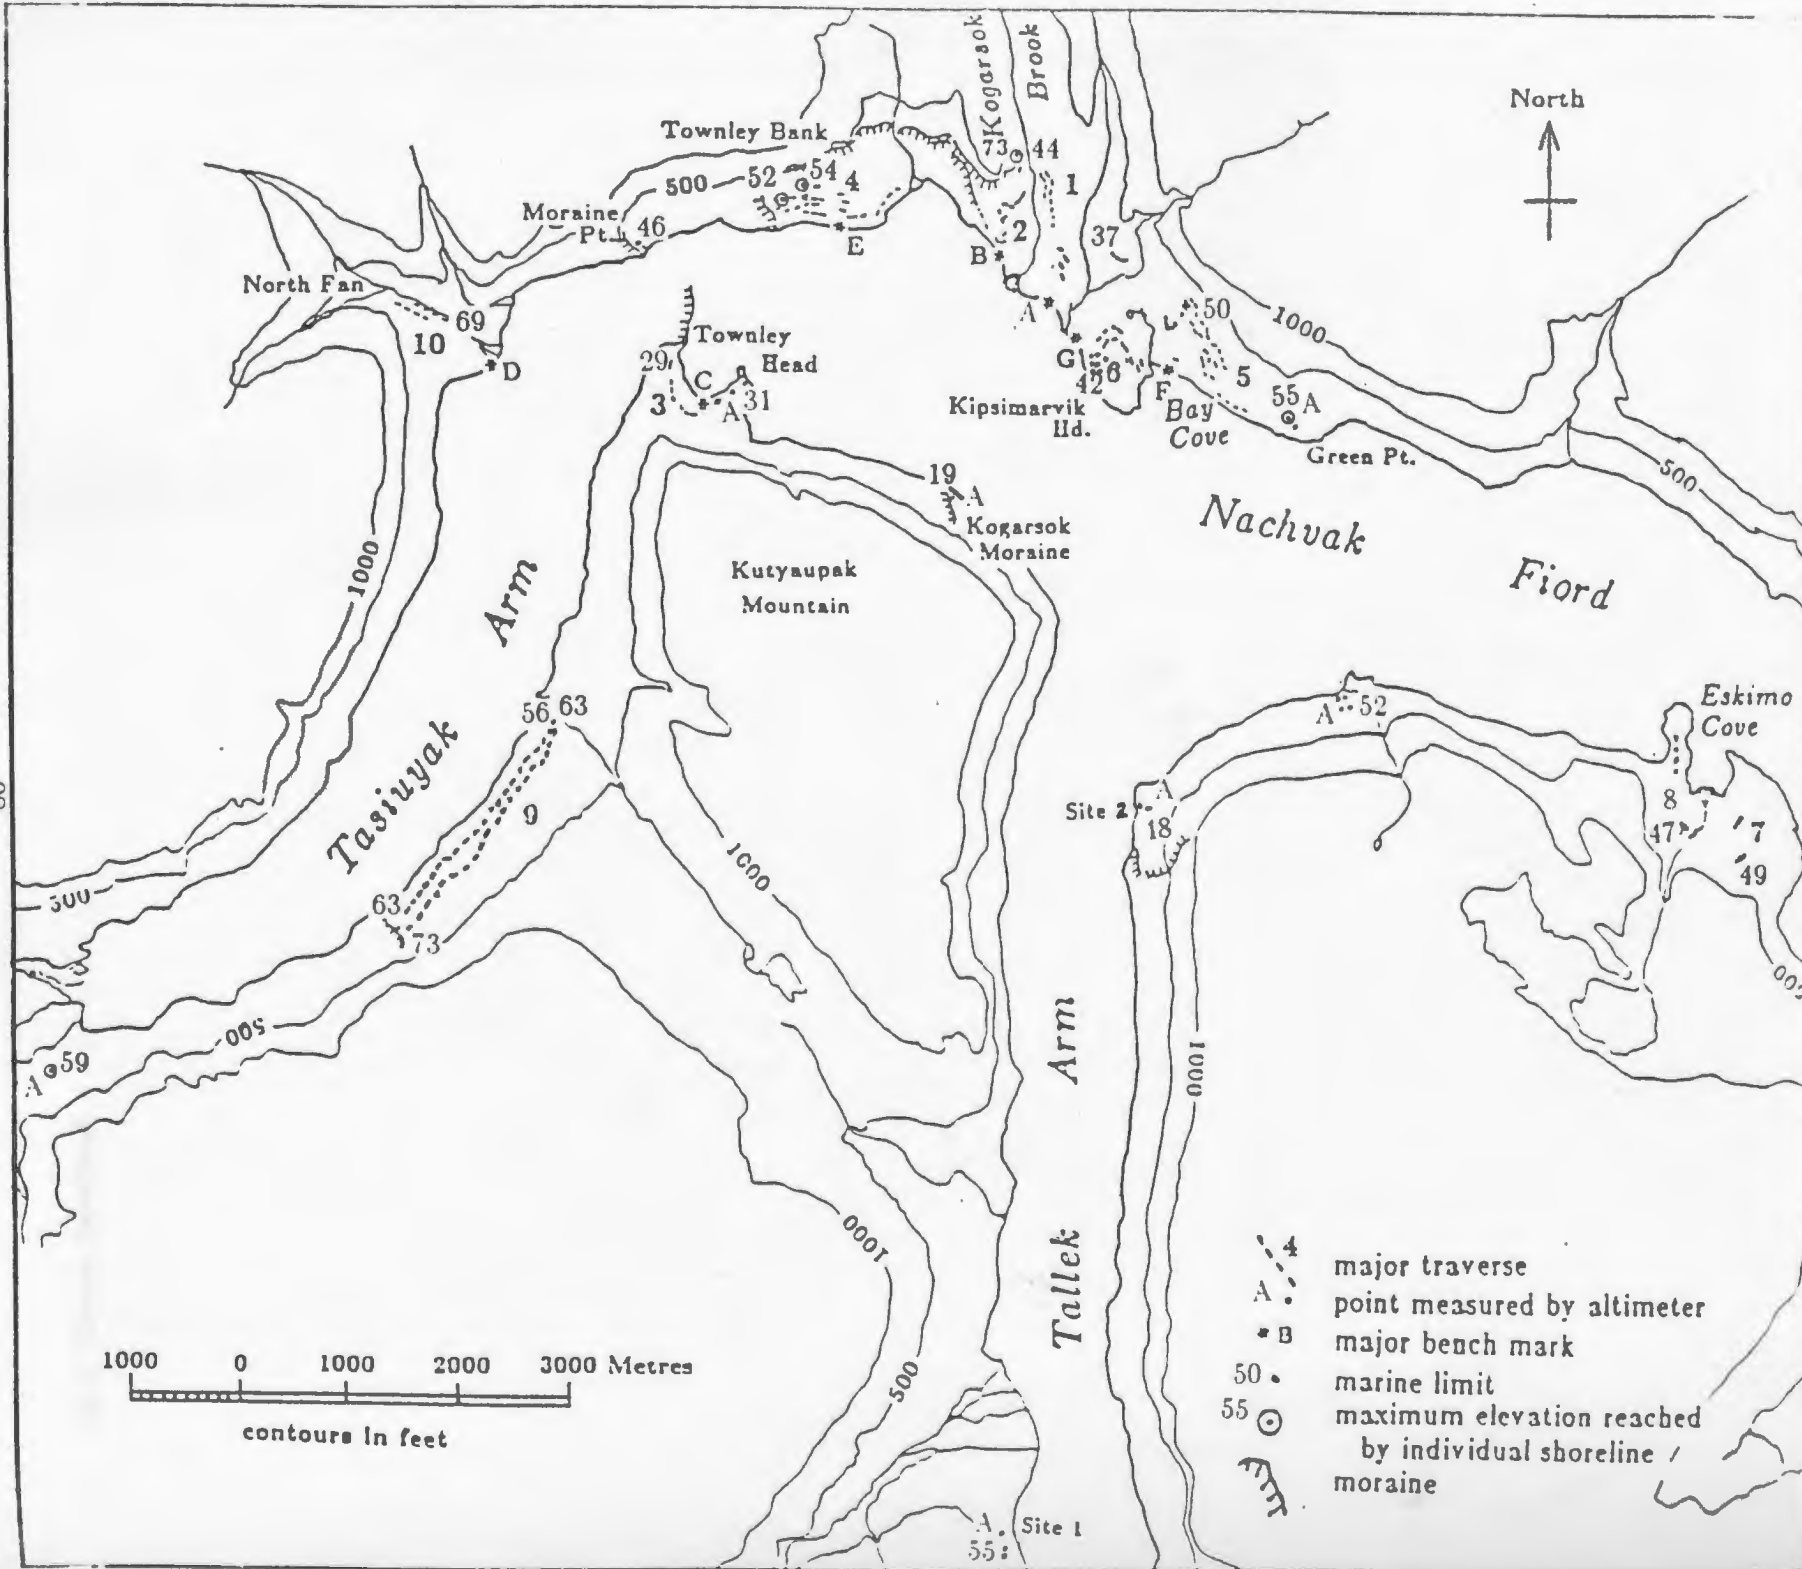 Kogarsok
Brook
North
Townley Bank
73
44
52
54
4
1
500
Moraine
Pt.
46
2
37
E
B
North Fan
69
10
A
50
1000
Townley
Head
D
29
G
6
5
42
F
C
3
A
31
Kipsimarvik
Hd.
Bay
Cove
55
A
Green Pt.
500
19
A
Kogarsok
Moraine
Nachvak
Fiord
1000
Kutyaupak
Mountain
Arm
Tasiuyak
56
63
9
A
52
Eskimo
Cove
A
Site 2
18
8
47
7
49
1000
500
63
73
500
A
59
Arm
1000
Tallek
1000
500
4
major traverse
A
point measured by altimeter
B
major bench mark
50
marine limit
55
maximum elevation reached
by individual shoreline
moraine
1000 0 1000 2000 3000 Metres
contours in feet
A. Site 1
55